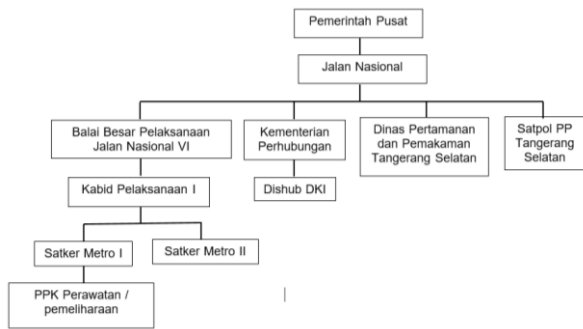 Pemerintah Pusat
Jalan Nasional
Balai Besar Pelaksanaan
Jalan Nasional VI
Kementerian
Perhubungan
Dinas Pertamanan
dan Pemakaman
Tangerang Selatan
Satpol PP
Tangerang
Selatan
Kabid Pelaksanaan I
Dishub DKI
Satker Metro I
Satker Metro II
PPK Perawatan /
pemeliharaan